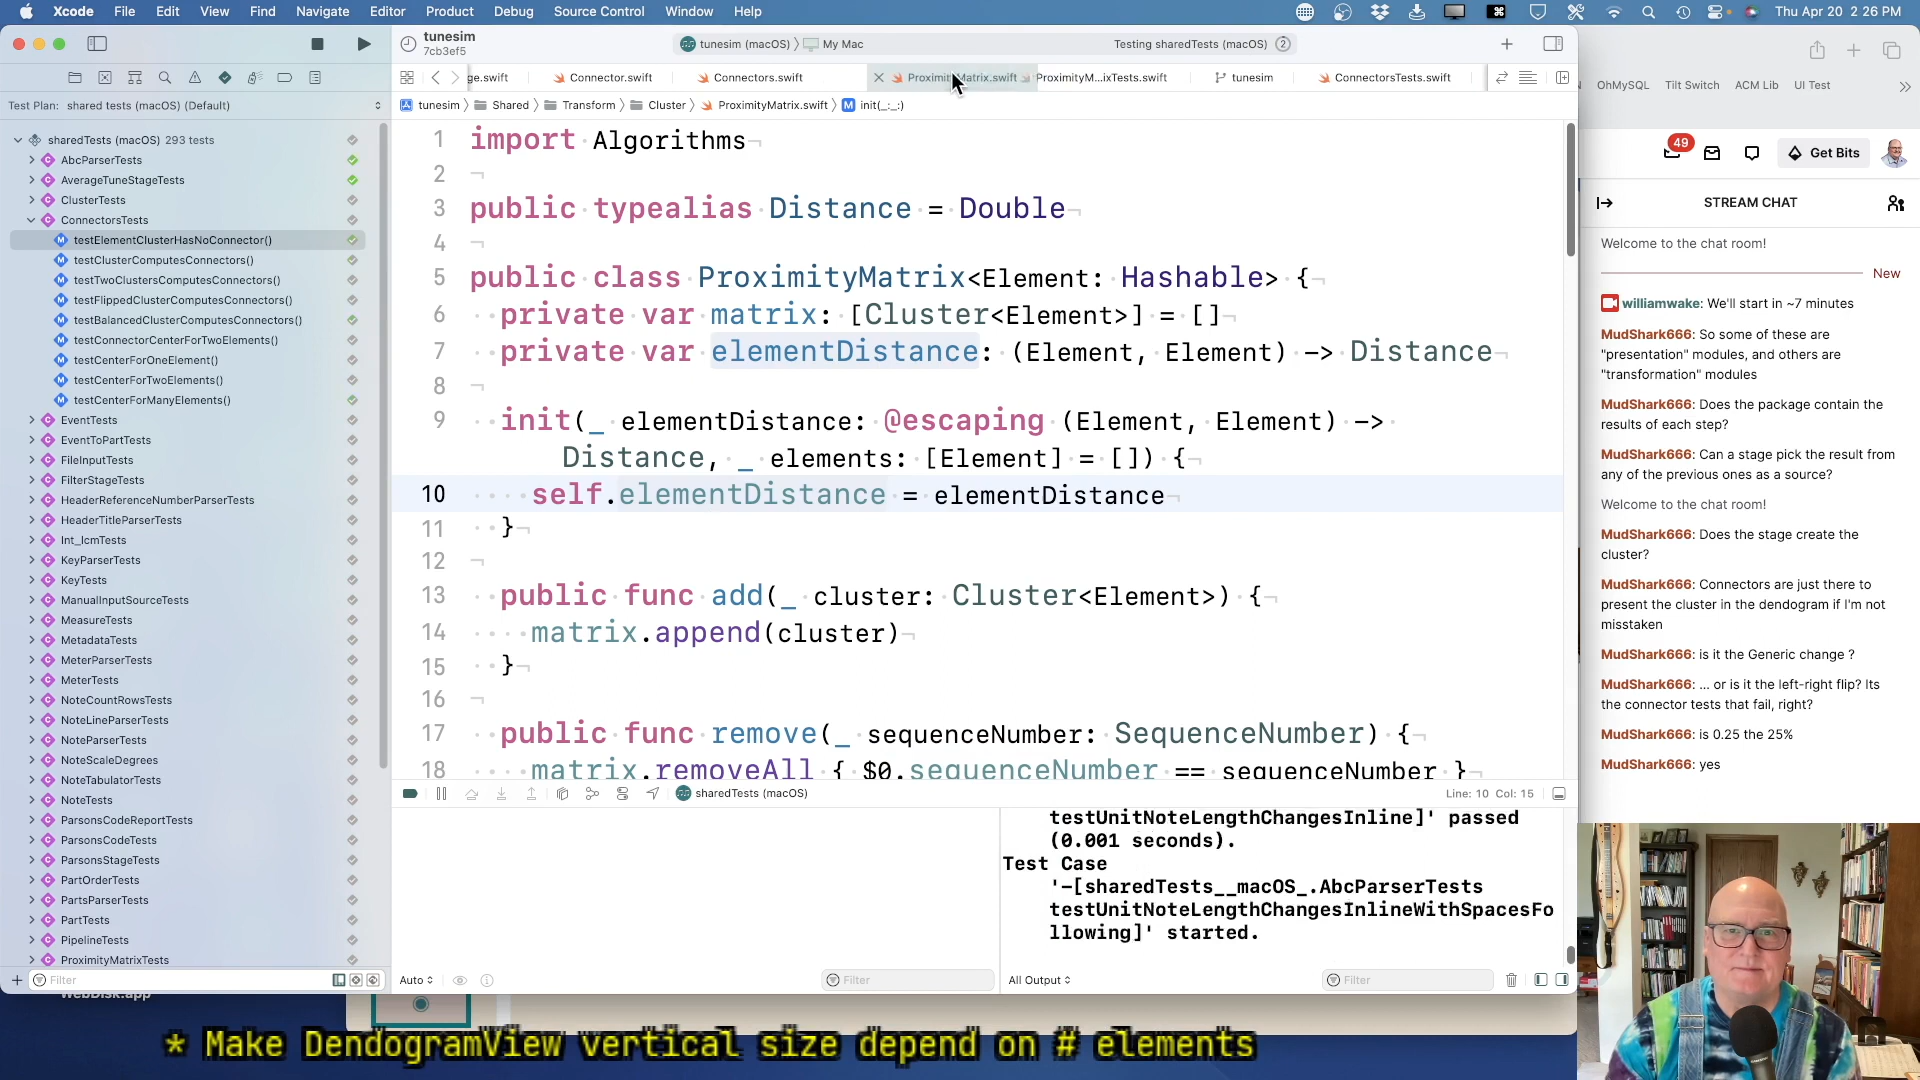 Xcode File Edit View Find Navigate Editor Product Debug Source Control Window Help
Thu Apr 20 2:26 PM
tunesim
7cb3ef5
tunesim (macOS) My Mac
Testing sharedTests (macOS) 2
ge.swift Connector.swift Connectors.swift ProximityMatrix.swift ProximityM...ixTests.swift tunesim ConnectorsTests.swift
Test Plan: shared tests (macOS) (Default)
tunesim Shared Transform Cluster ProximityMatrix.swift M init(_:_:)
sharedTests (macOS) 293 tests
AbcParserTests
AverageTuneStageTests
ClusterTests
ConnectorsTests
testElementClusterHasNoConnector()
testClusterComputesConnectors()
testTwoClustersComputesConnectors()
testFlippedClusterComputesConnectors()
testBalancedClusterComputesConnectors()
testConnectorCenterForTwoElements()
testCenterForOneElement()
testCenterForTwoElements()
testCenterForManyElements()
EventTests
EventToPartTests
FileInputTests
FilterStageTests
HeaderReferenceNumberParserTests
HeaderTitleParserTests
Int_lcmTests
KeyParserTests
KeyTests
ManualInputSourceTests
MeasureTests
MetadataTests
MeterParserTests
MeterTests
NoteCountRowsTests
NoteLineParserTests
NoteParserTests
NoteScaleDegrees
NoteTabulatorTests
NoteTests
ParsonsCodeReportTests
ParsonsCodeTests
ParsonsStageTests
PartOrderTests
PartsParserTests
PartTests
PipelineTests
ProximityMatrixTests
Filter
1 import Algorithms
2
3 public typealias Distance = Double
4
5 public class ProximityMatrix<Element: Hashable> {
6 private var matrix: [Cluster<Element>] = []
7 private var elementDistance: (Element, Element) -> Distance
8
9 init(_ elementDistance: @escaping (Element, Element) ->
Distance, _ elements: [Element] = []) {
10 self.elementDistance = elementDistance
11 }
12
13 public func add(_ cluster: Cluster<Element>) {
14 matrix.append(cluster)
15 }
16
17 public func remove(_ sequenceNumber: SequenceNumber) {
18 matrix.removeAll { $0.sequenceNumber == sequenceNumber }
sharedTests (macOS)
Line: 10 Col: 15
testUnitNoteLengthChangesInline]' passed
(0.001 seconds).
Test Case
'-[sharedTests__macOS_.AbcParserTests
testUnitNoteLengthChangesInlineWithSpacesFo
llowing]' started.
Auto Filter All Output Filter
WebDisk.app
OhMySQL Tilt Switch ACM Lib UI Test
49 Get Bits
STREAM CHAT
Welcome to the chat room!
New
williamwake: We'll start in ~7 minutes
MudShark666: So some of these are
"presentation" modules, and others are
"transformation" modules
MudShark666: Does the package contain the
results of each step?
MudShark666: Can a stage pick the result from
any of the previous ones as a source?
Welcome to the chat room!
MudShark666: Does the stage create the
cluster?
MudShark666: Connectors are just there to
present the cluster in the dendogram if I'm not
misstaken
MudShark666: is it the Generic change ?
MudShark666: ... or is it the left-right flip? Its
the connector tests that fail, right?
MudShark666: is 0.25 the 25%
MudShark666: yes
* Make DendogramView vertical size depend on # elements